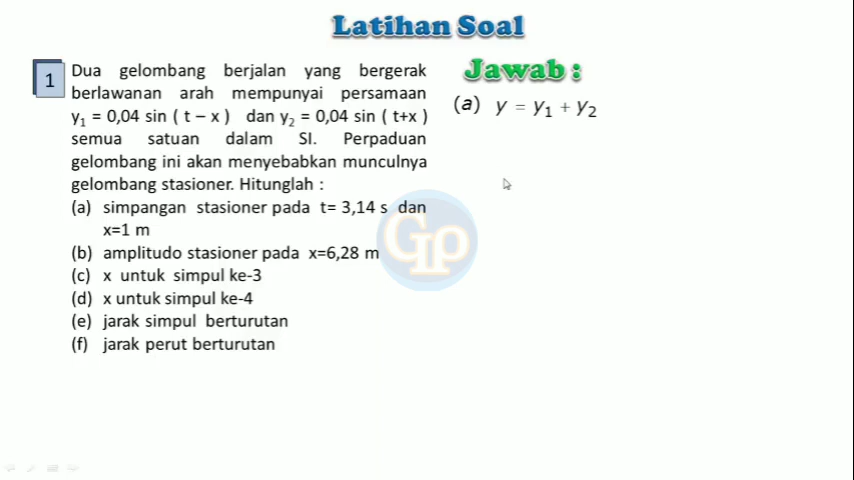 Latihan Soal
1
Dua gelombang berjalan yang bergerak
berlawanan arah mempunyai persamaan
y₁ = 0,04 sin ( t – x ) dan y₂ = 0,04 sin ( t+x )
semua satuan dalam SI. Perpaduan
gelombang ini akan menyebabkan munculnya
gelombang stasioner. Hitunglah :
(a) simpangan stasioner pada t= 3,14 s dan
x=1 m
(b) amplitudo stasioner pada x=6,28 m
(c) x untuk simpul ke-3
(d) x untuk simpul ke-4
(e) jarak simpul berturutan
(f) jarak perut berturutan
Jawab :
(a) y = y₁ + y₂
GIP